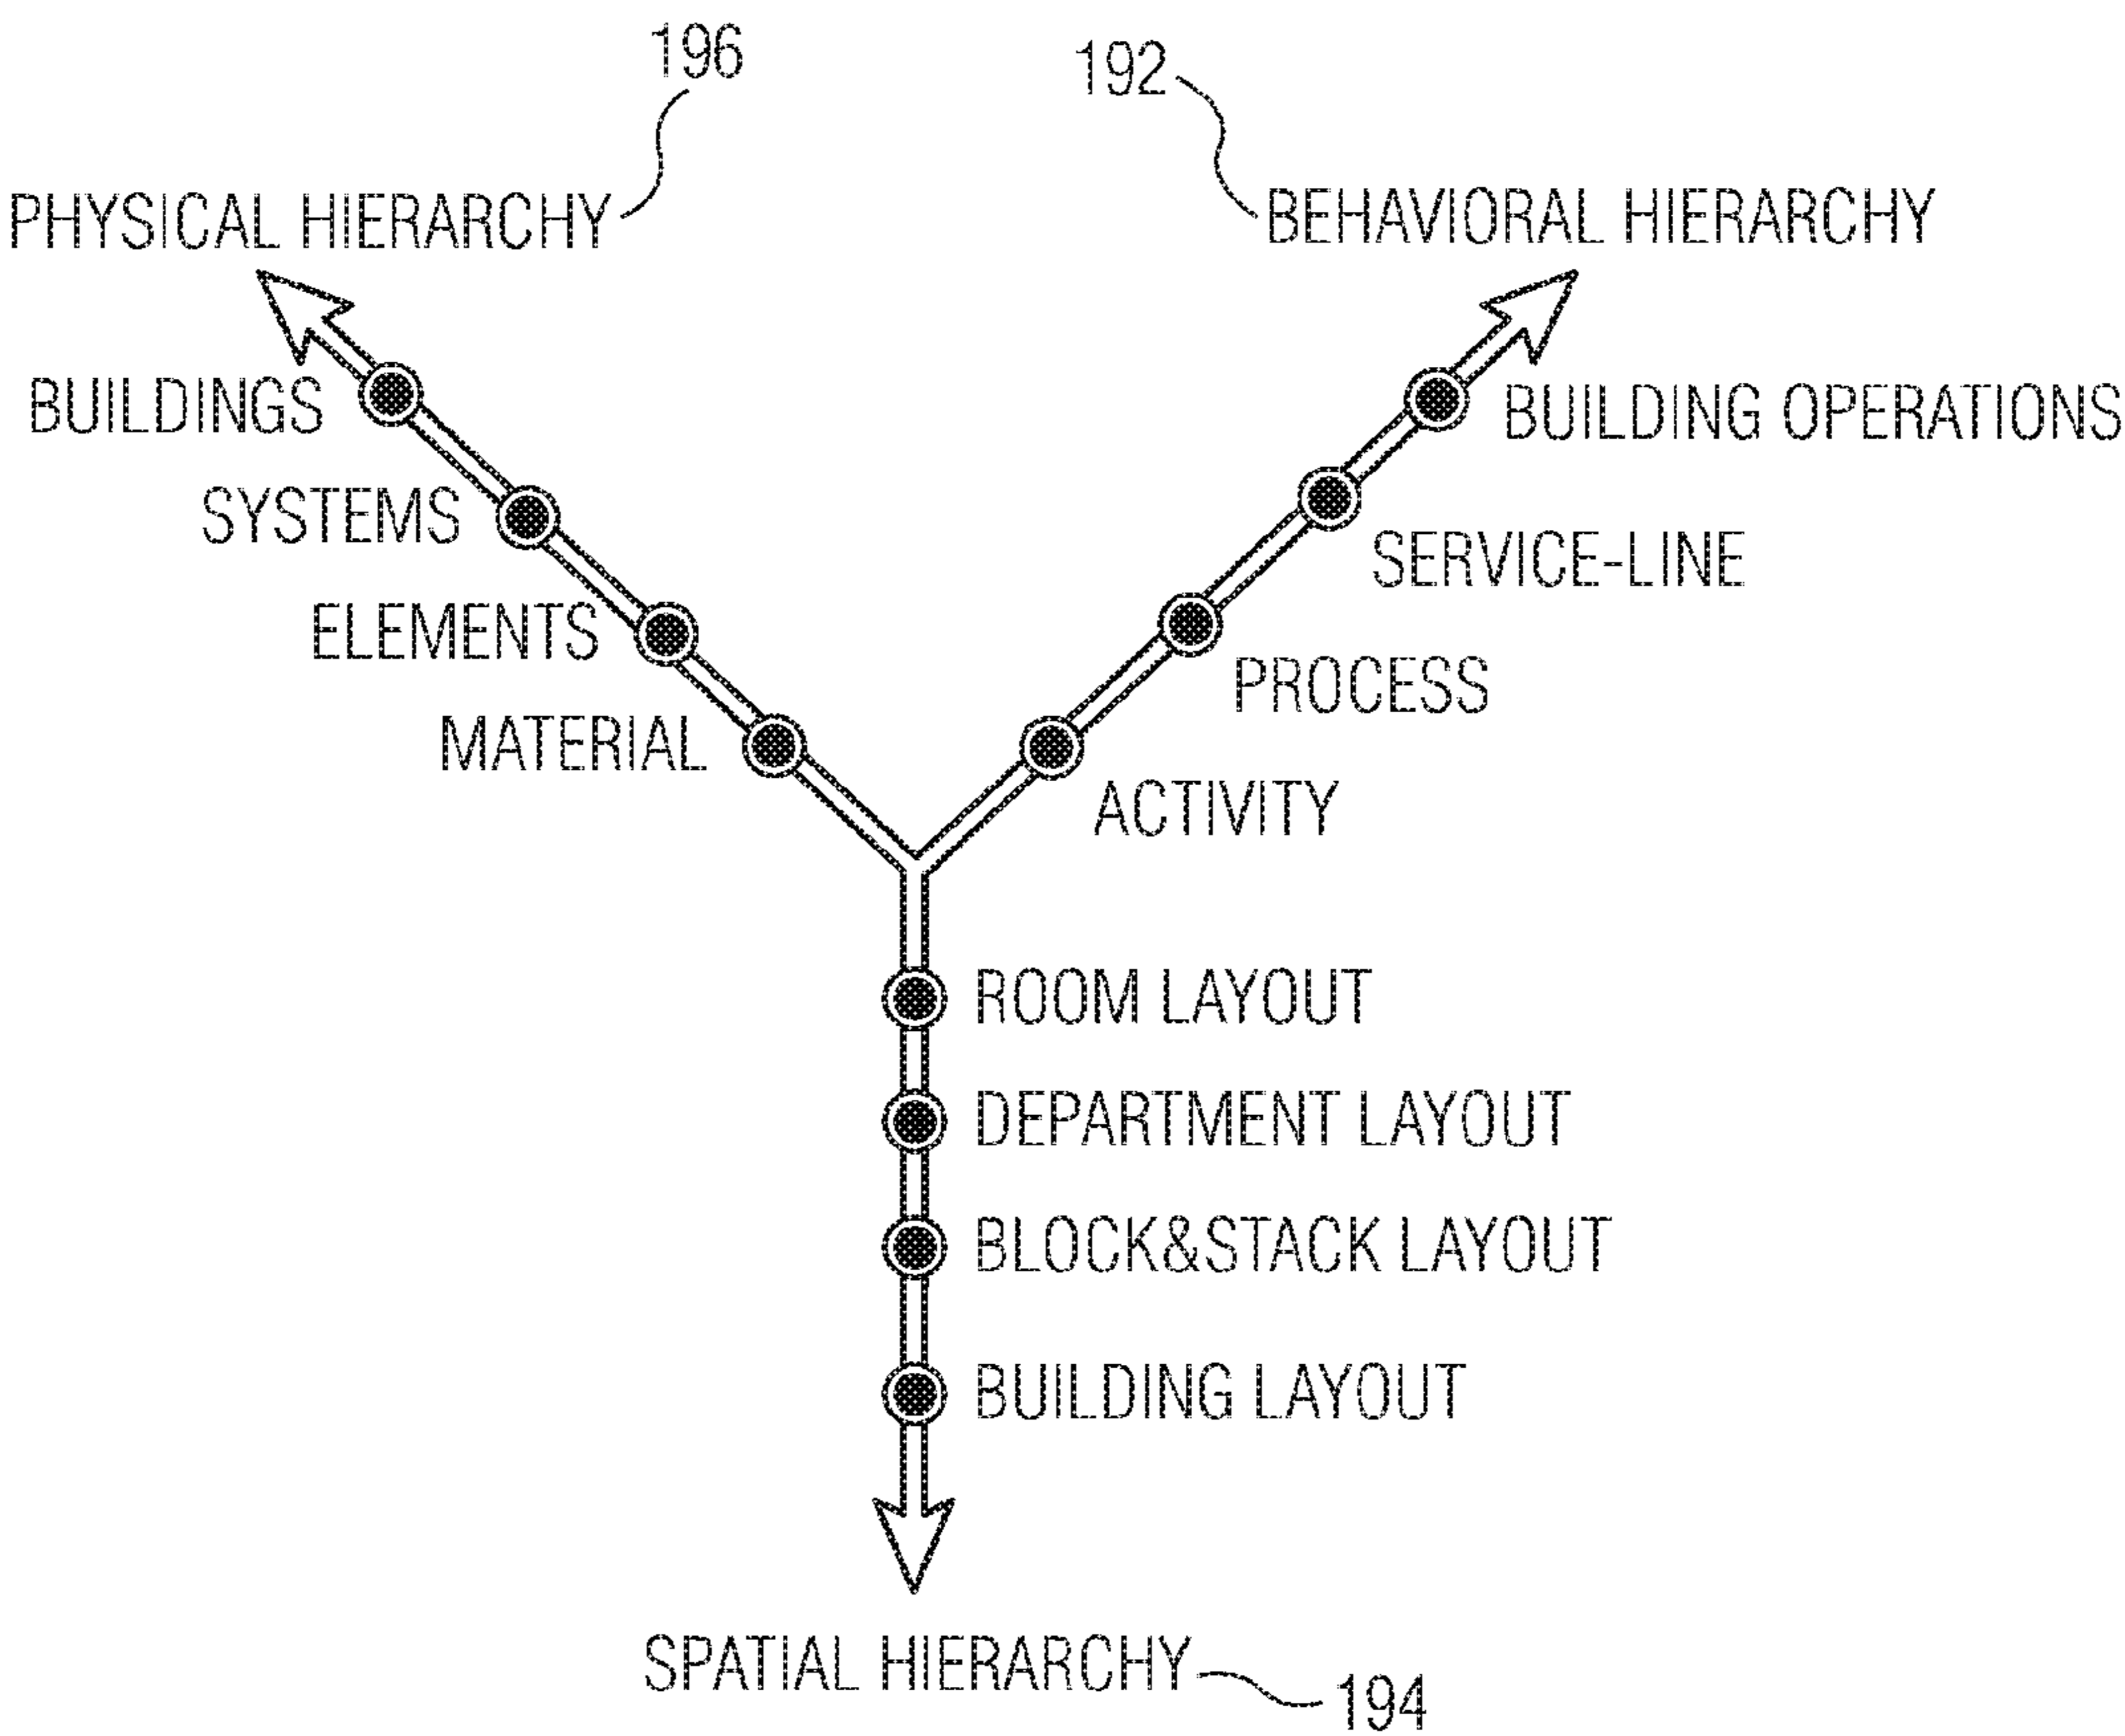 196
192
PHYSICAL HIERARCHY
BEHAVIORAL HIERARCHY
BUILDINGS
BUILDING OPERATIONS
SYSTEMS
SERVICE-LINE
ELEMENTS
PROCESS
MATERIAL
ACTIVITY
ROOM LAYOUT
DEPARTMENT LAYOUT
BLOCK&STACK LAYOUT
BUILDING LAYOUT
SPATIAL HIERARCHY
194